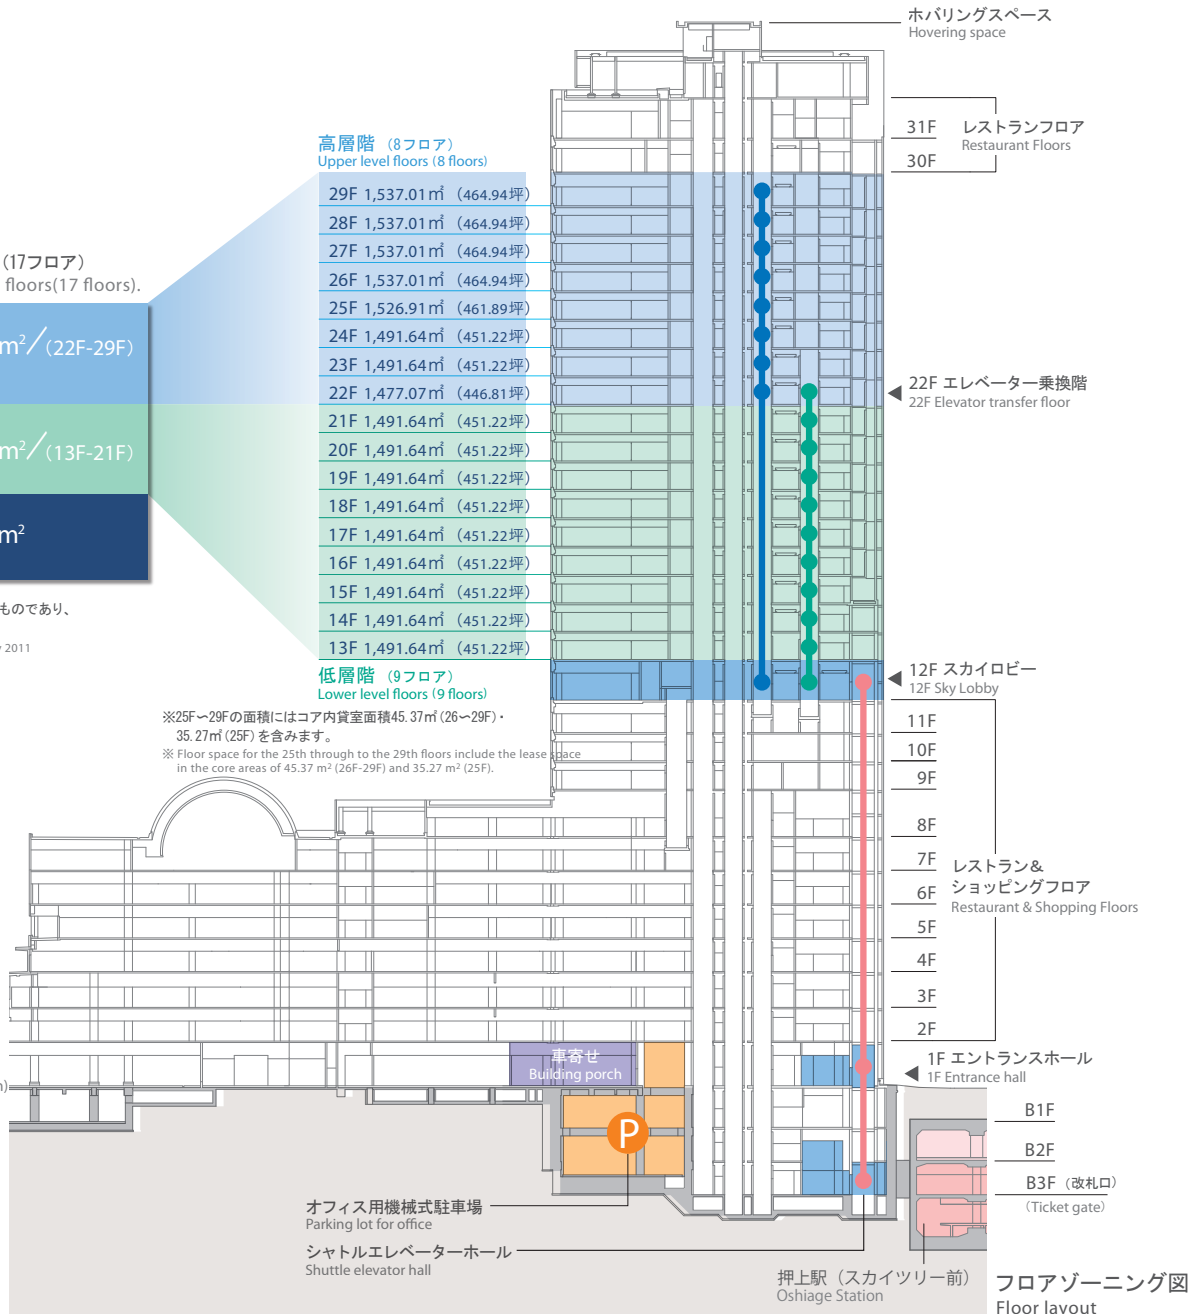 ホバリングスペース
Hovering space
31F
30F
レストランフロア
Restaurant Floors
高層階 (8フロア)
Upper level floors (8 floors)
29F 1,537.01㎡ (464.94坪)
28F 1,537.01㎡ (464.94坪)
27F 1,537.01㎡ (464.94坪)
26F 1,537.01㎡ (464.94坪)
25F 1,526.91㎡ (461.89坪)
24F 1,491.64㎡ (451.22坪)
23F 1,491.64㎡ (451.22坪)
22F 1,477.07㎡ (446.81坪)
21F 1,491.64㎡ (451.22坪)
20F 1,491.64㎡ (451.22坪)
19F 1,491.64㎡ (451.22坪)
18F 1,491.64㎡ (451.22坪)
17F 1,491.64㎡ (451.22坪)
16F 1,491.64㎡ (451.22坪)
15F 1,491.64㎡ (451.22坪)
14F 1,491.64㎡ (451.22坪)
13F 1,491.64㎡ (451.22坪)
低層階 (9フロア)
Lower level floors (9 floors)
(17フロア)
floors(17 floors).
m²/(22F-29F)
m²/(13F-21F)
m²
ものであり、
2011
※25F〜29Fの面積にはコア内貸室面積45.37㎡(26〜29F)・
35.27㎡(25F)を含みます。
※ Floor space for the 25th through to the 29th floors include the lease space
in the core areas of 45.37 m² (26F-29F) and 35.27 m² (25F).
22F エレベーター乗換階
22F Elevator transfer floor
12F スカイロビー
12F Sky Lobby
11F
10F
9F
8F
7F
6F
5F
4F
3F
2F
レストラン&
ショッピングフロア
Restaurant & Shopping Floors
1F エントランスホール
1F Entrance hall
車寄せ
Building porch
P
B1F
B2F
B3F (改札口)
(Ticket gate)
オフィス用機械式駐車場
Parking lot for office
シャトルエレベーターホール
Shuttle elevator hall
押上駅(スカイツリー前)
Oshiage Station
フロアゾーニング図
Floor layout